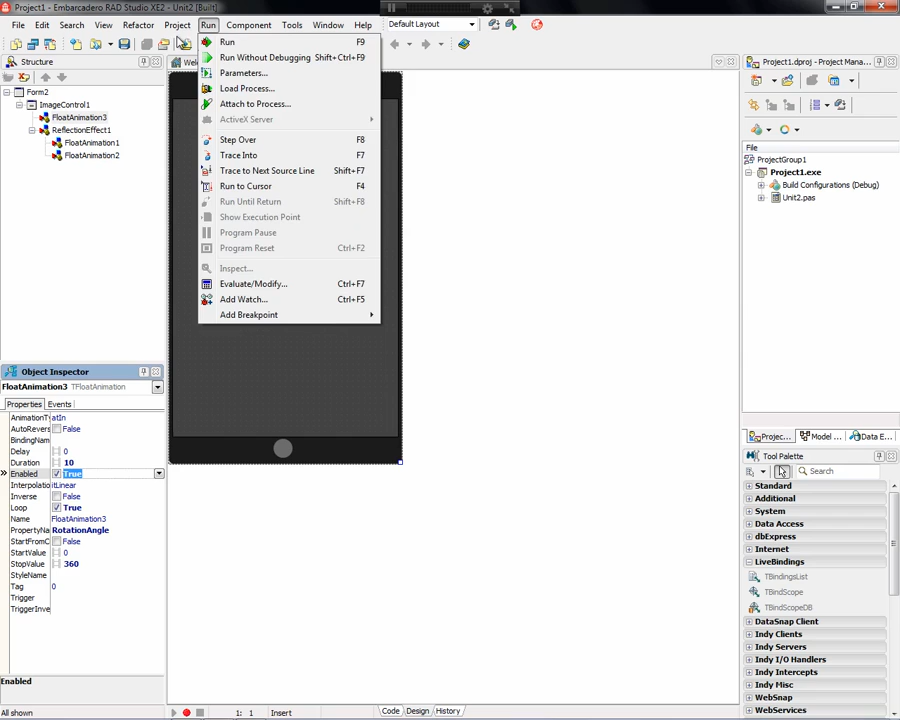 Project1 - Embarcadero RAD Studio XE2 - Unit2 [Built]
File Edit Search View Refactor Project Run Component Tools Window Help
Default Layout
Structure
Form2
ImageControl1
FloatAnimation3
ReflectionEffect1
FloatAnimation1
FloatAnimation2
Run F9
Run Without Debugging Shift+Ctrl+F9
Parameters...
Load Process...
Attach to Process...
ActiveX Server
Step Over F8
Trace Into F7
Trace to Next Source Line Shift+F7
Run to Cursor F4
Run Until Return Shift+F8
Show Execution Point
Program Pause
Program Reset Ctrl+F2
Inspect...
Evaluate/Modify... Ctrl+F7
Add Watch... Ctrl+F5
Add Breakpoint
Object Inspector
FloatAnimation3 TFloatAnimation
Properties Events
AnimationTy atIn
AutoRevers False
BindingName
Delay 0
Duration 10
Enabled True
Interpolatio itLinear
Inverse False
Loop True
Name FloatAnimation3
PropertyNa RotationAngle
StartFromC False
StartValue 0
StopValue 360
StyleName
Tag 0
Trigger
TriggerInve
Enabled
All shown
1: 1 Insert
Code Design History
Project1.dproj - Project Mana...
File
ProjectGroup1
Project1.exe
Build Configurations (Debug)
Unit2.pas
Projec... Model ... Data E...
Tool Palette
Search
Standard
Additional
System
Data Access
dbExpress
Internet
LiveBindings
TBindingsList
TBindScope
TBindScopeDB
DataSnap Client
Indy Clients
Indy Servers
Indy I/O Handlers
Indy Intercepts
Indy Misc
WebSnap
WebServices